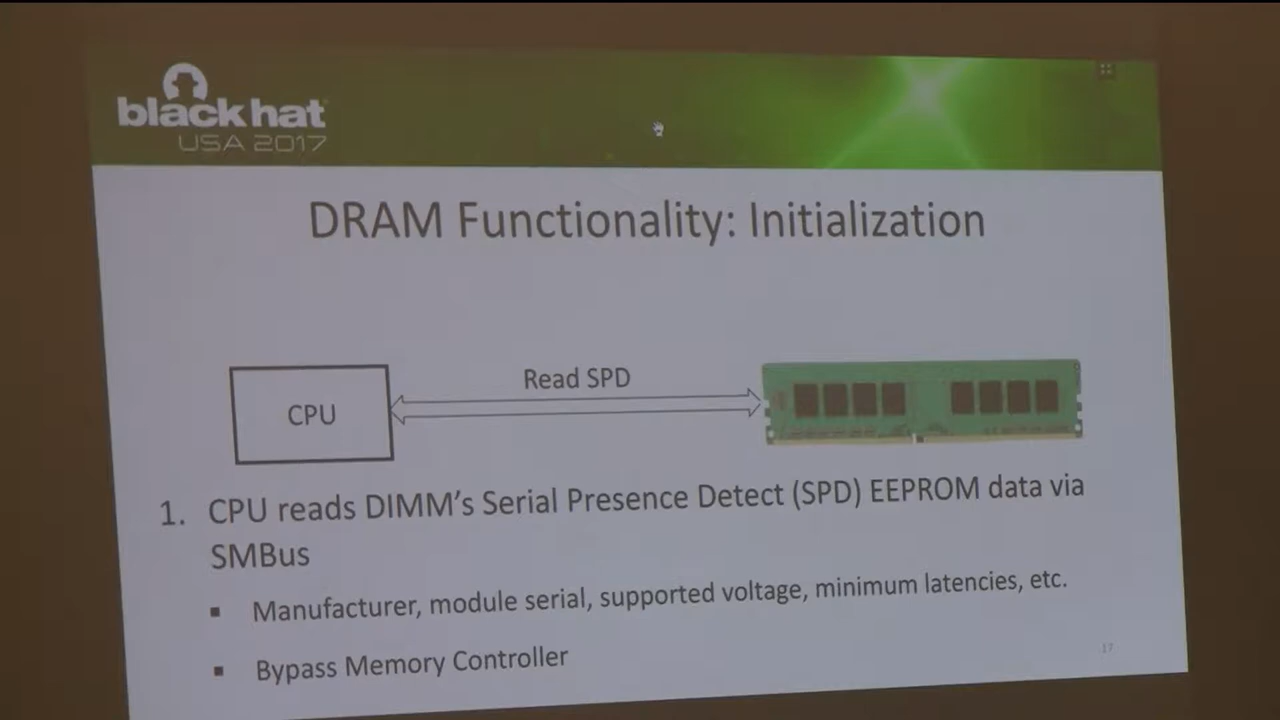 black hat
USA 2017
DRAM Functionality: Initialization
Read SPD
CPU
1. CPU reads DIMM's Serial Presence Detect (SPD) EEPROM data via
SMBus
▪ Manufacturer, module serial, supported voltage, minimum latencies, etc.
▪ Bypass Memory Controller
17